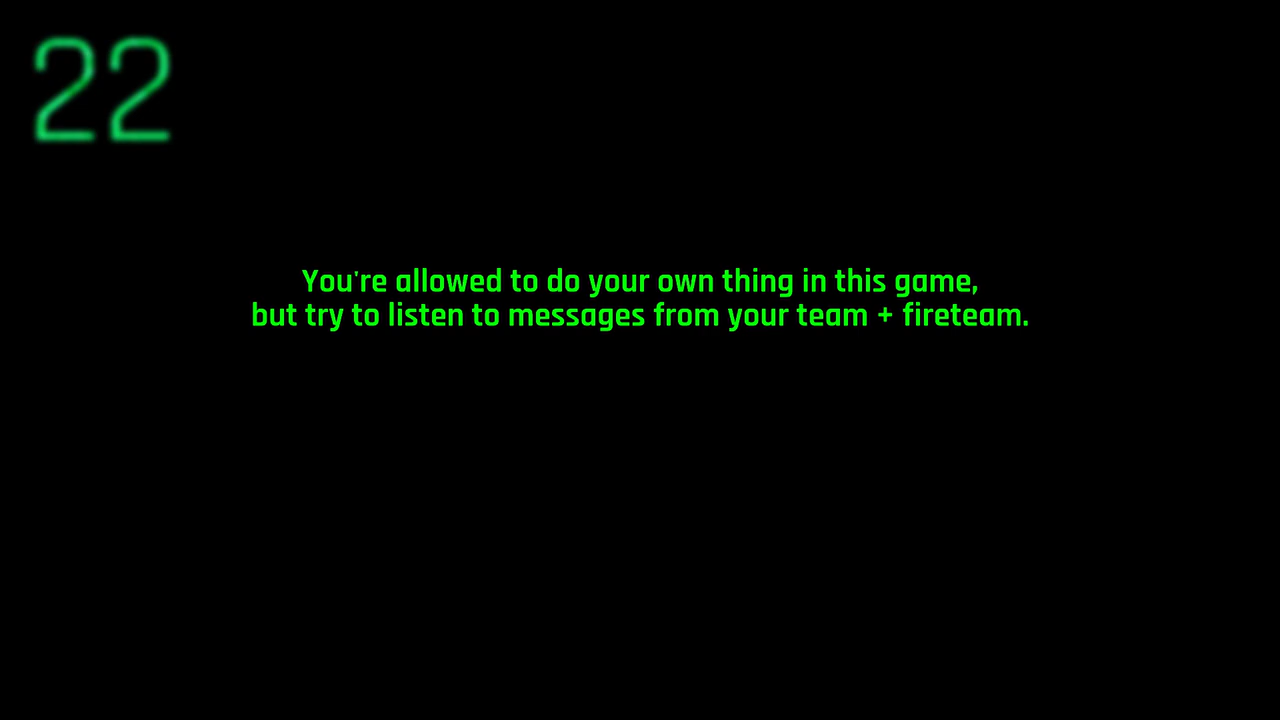 22
You're allowed to do your own thing in this game,
but try to listen to messages from your team + fireteam.